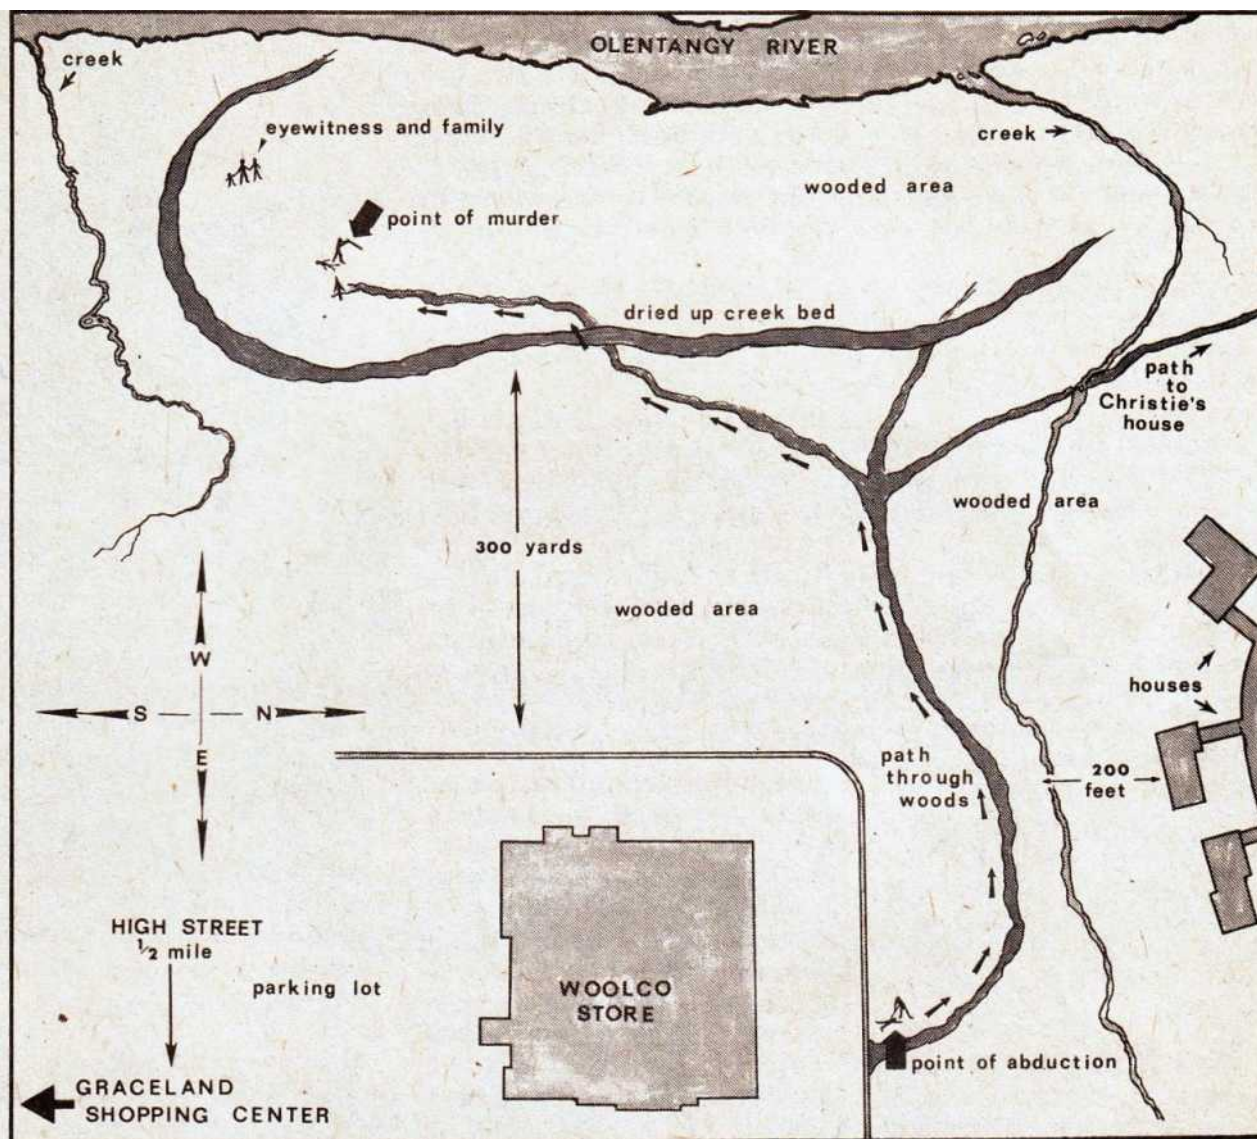 OLENTANGY RIVER
creek
eyewitness and family
creek
wooded area
point of murder
dried up creek bed
path
to
Christie's
house
wooded area
300 yards
wooded area
W
S
N
E
houses
path
through
woods
200
feet
HIGH STREET
½ mile
parking lot
WOOLCO
STORE
point of abduction
GRACELAND
SHOPPING CENTER